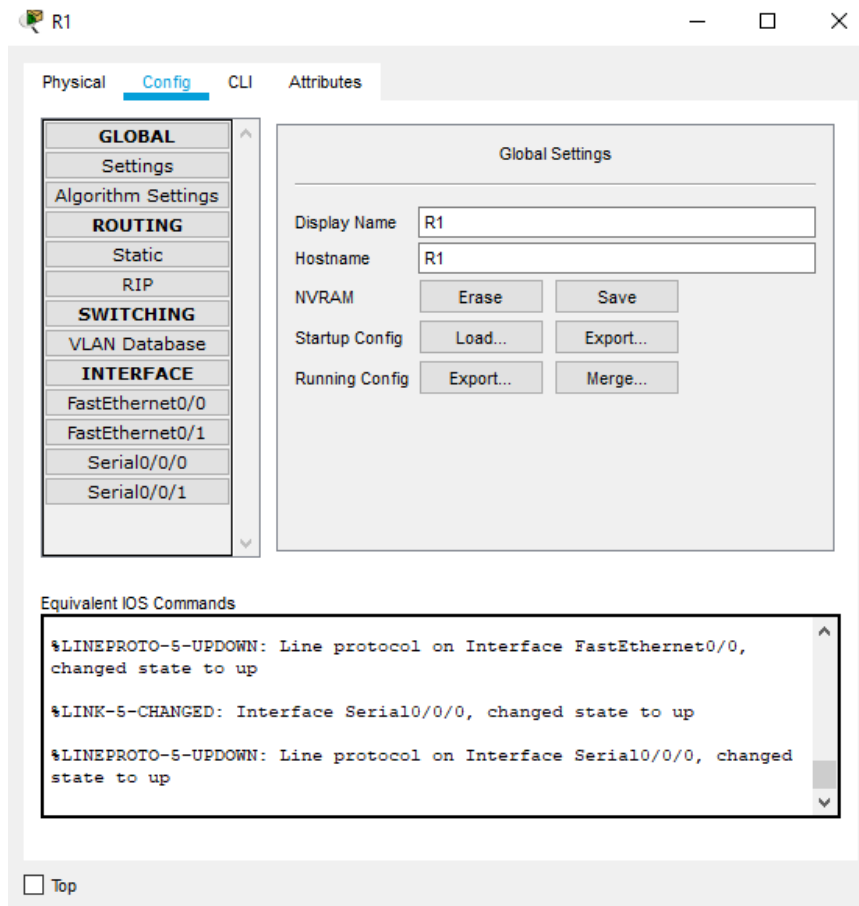 R1
Physical Config CLI Attributes
GLOBAL
Settings
Algorithm Settings
ROUTING
Static
RIP
SWITCHING
VLAN Database
INTERFACE
FastEthernet0/0
FastEthernet0/1
Serial0/0/0
Serial0/0/1
Global Settings
Display Name R1
Hostname R1
NVRAM Erase Save
Startup Config Load... Export...
Running Config Export... Merge...
Equivalent IOS Commands
%LINEPROTO-5-UPDOWN: Line protocol on Interface FastEthernet0/0,
changed state to up
%LINK-5-CHANGED: Interface Serial0/0/0, changed state to up
%LINEPROTO-5-UPDOWN: Line protocol on Interface Serial0/0/0, changed
state to up
Top